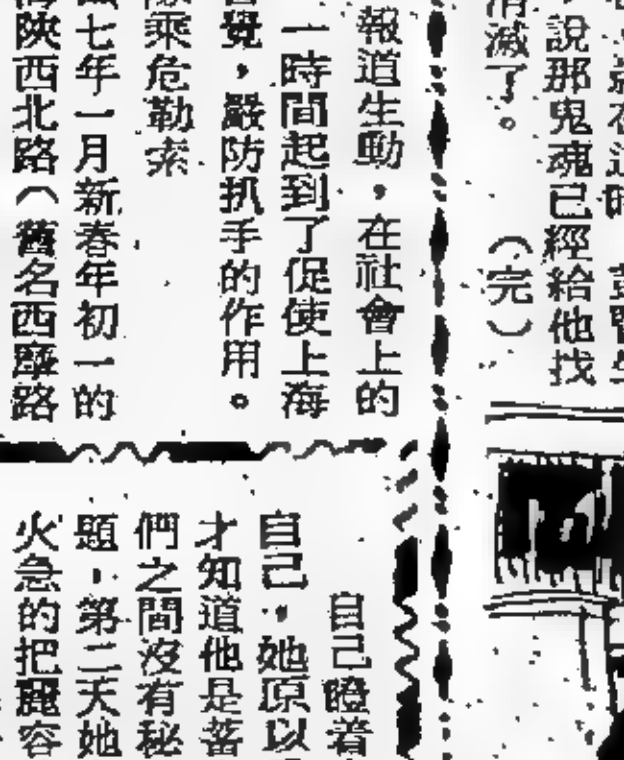 說那鬼魂已經給他找
消滅了。（完）
報道生動，在社會上的
一時間起到了促使上海
覺，嚴防扒手的作用。
乘危勒索
七年一月新春年初一的
陝西北路（舊名西摩路
自己瞪着
自己，她原以
才知道他是蓄
們之間沒有秘
題，第二天她
火急的把麗容